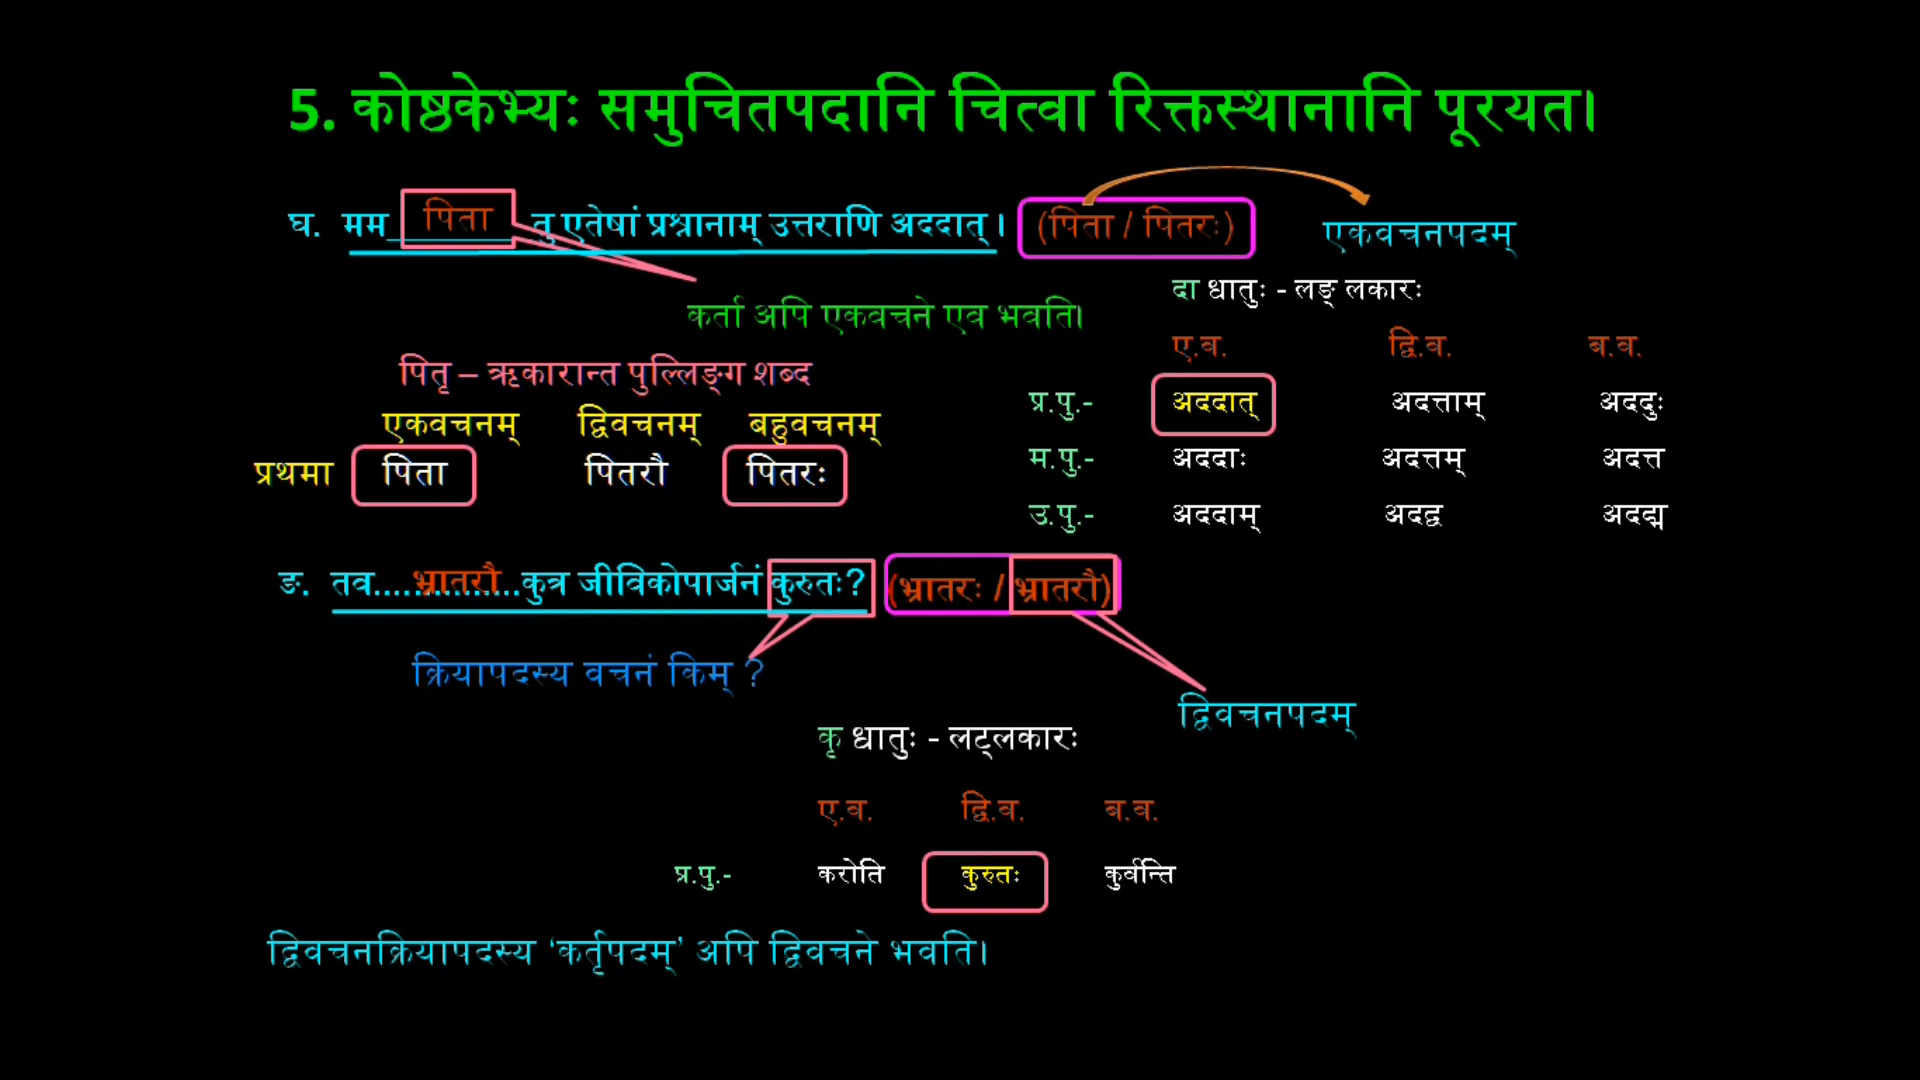 5. कोष्ठकेभ्यः समुचितपदानि चित्वा रिक्तस्थानानि पूरयत।
घ. मम_पिता_तु एतेषां प्रश्नानाम् उत्तराणि अददात्। (पिता / पितरः) एकवचनपदम्
दा धातुः - लङ् लकारः
कर्ता अपि एकवचने एव भवति।
ए.व. द्वि.व. ब.व.
पितृ – ऋकारान्त पुल्लिङ्ग शब्द
प्र.पु.- अददात् अदत्ताम् अददुः
एकवचनम् द्विवचनम् बहुवचनम्
म.पु.- अददाः अदत्तम् अदत्त
प्रथमा पिता पितरौ पितरः
उ.पु.- अददाम् अदद्व अदद्म
ङ. तव....भ्रातरौ..कुत्र जीविकोपार्जनं कुरुतः? (भ्रातरः / भ्रातरौ)
क्रियापदस्य वचनं किम् ?
द्विवचनपदम्
कृ धातुः - लट्लकारः
ए.व. द्वि.व. ब.व.
प्र.पु.- करोति कुरुतः कुर्वन्ति
द्विवचनक्रियापदस्य ‘कर्तृपदम्’ अपि द्विवचने भवति।